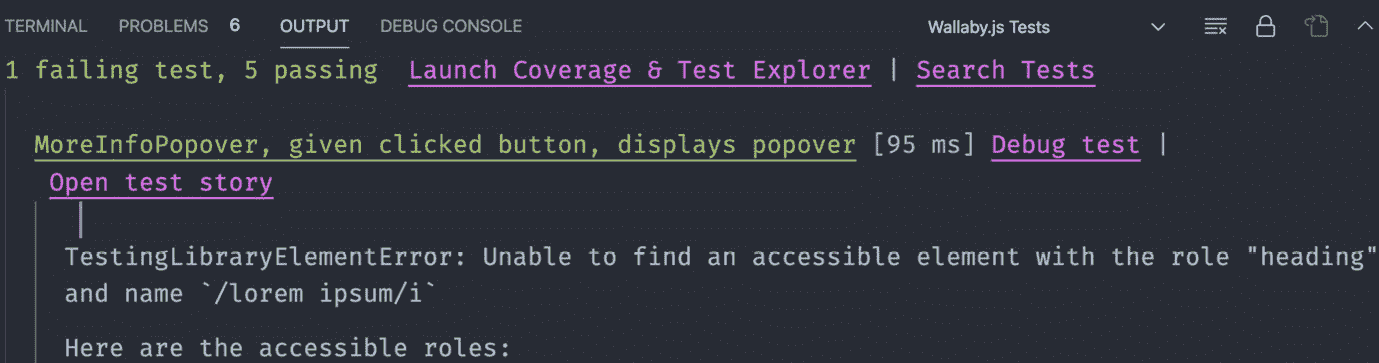 TERMINAL PROBLEMS 6 OUTPUT DEBUG CONSOLE Wallaby.js Tests
1 failing test, 5 passing Launch Coverage & Test Explorer | Search Tests
MoreInfoPopover, given clicked button, displays popover [95 ms] Debug test |
Open test story
TestingLibraryElementError: Unable to find an accessible element with the role "heading"
and name `/lorem ipsum/i`
Here are the accessible roles: